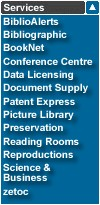 Services
BiblioAlerts
Bibliographic
BookNet
Conference Centre
Data Licensing
Document Supply
Patent Express
Picture Library
Preservation
Reading Rooms
Reproductions
Science &
Business
zetoc